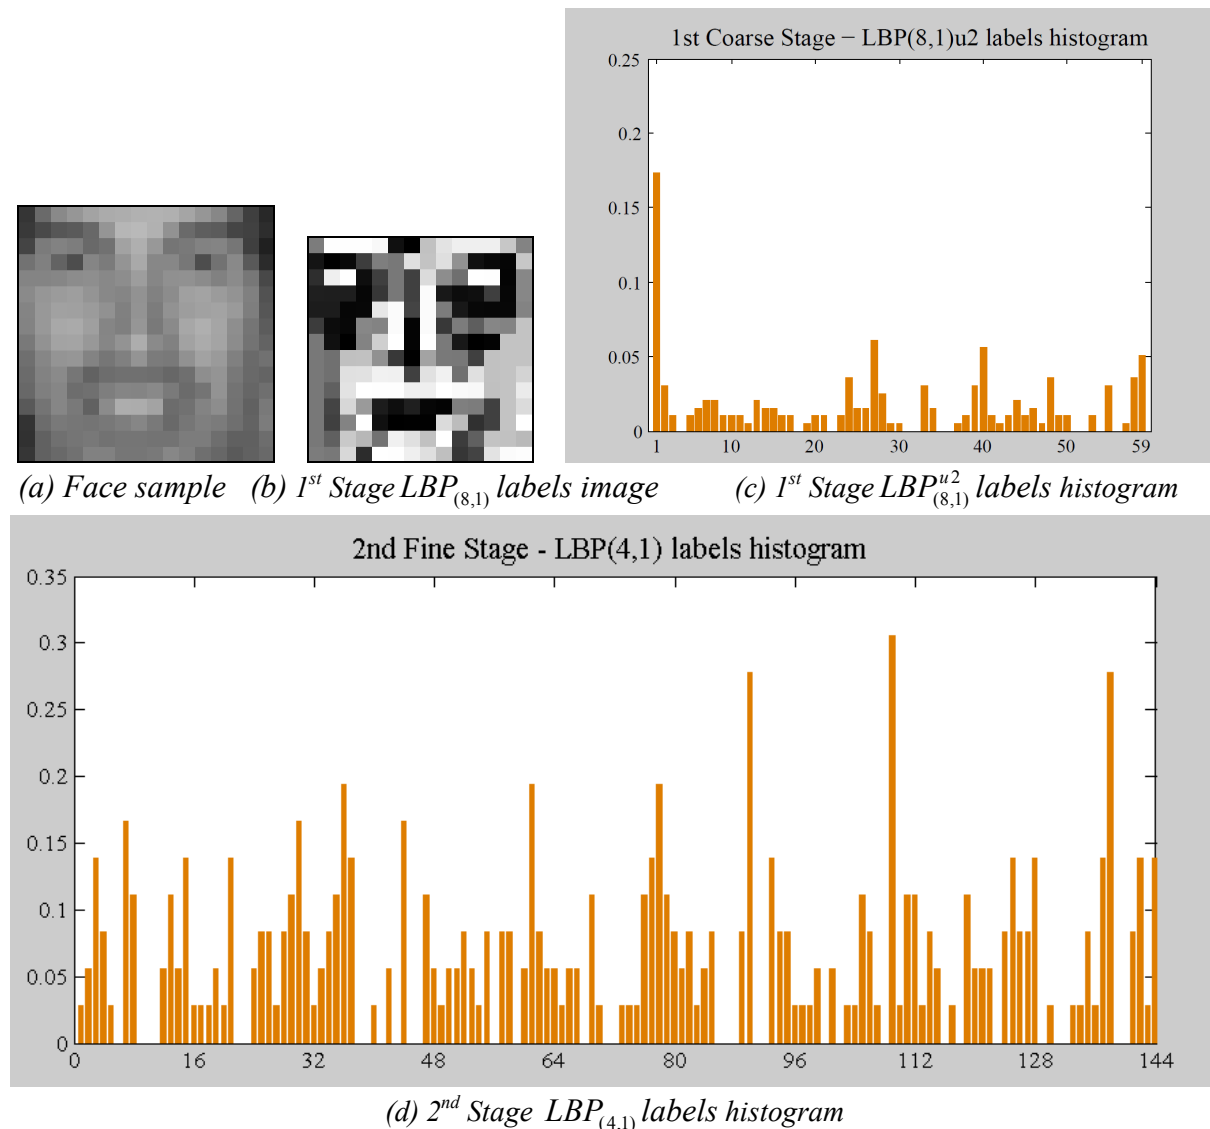 1st Coarse Stage − LBP(8,1)u2 labels histogram
0.25
0.2
0.15
0.1
0.05
0
1 10 20 30 40 50 59
(a) Face sample (b) 1st Stage LBP(8,1) labels image (c) 1st Stage LBP(8,1)u2 labels histogram
2nd Fine Stage - LBP(4,1) labels histogram
0.35
0.3
0.25
0.2
0.15
0.1
0.05
0
0 16 32 48 64 80 96 112 128 144
(d) 2nd Stage LBP(4,1) labels histogram